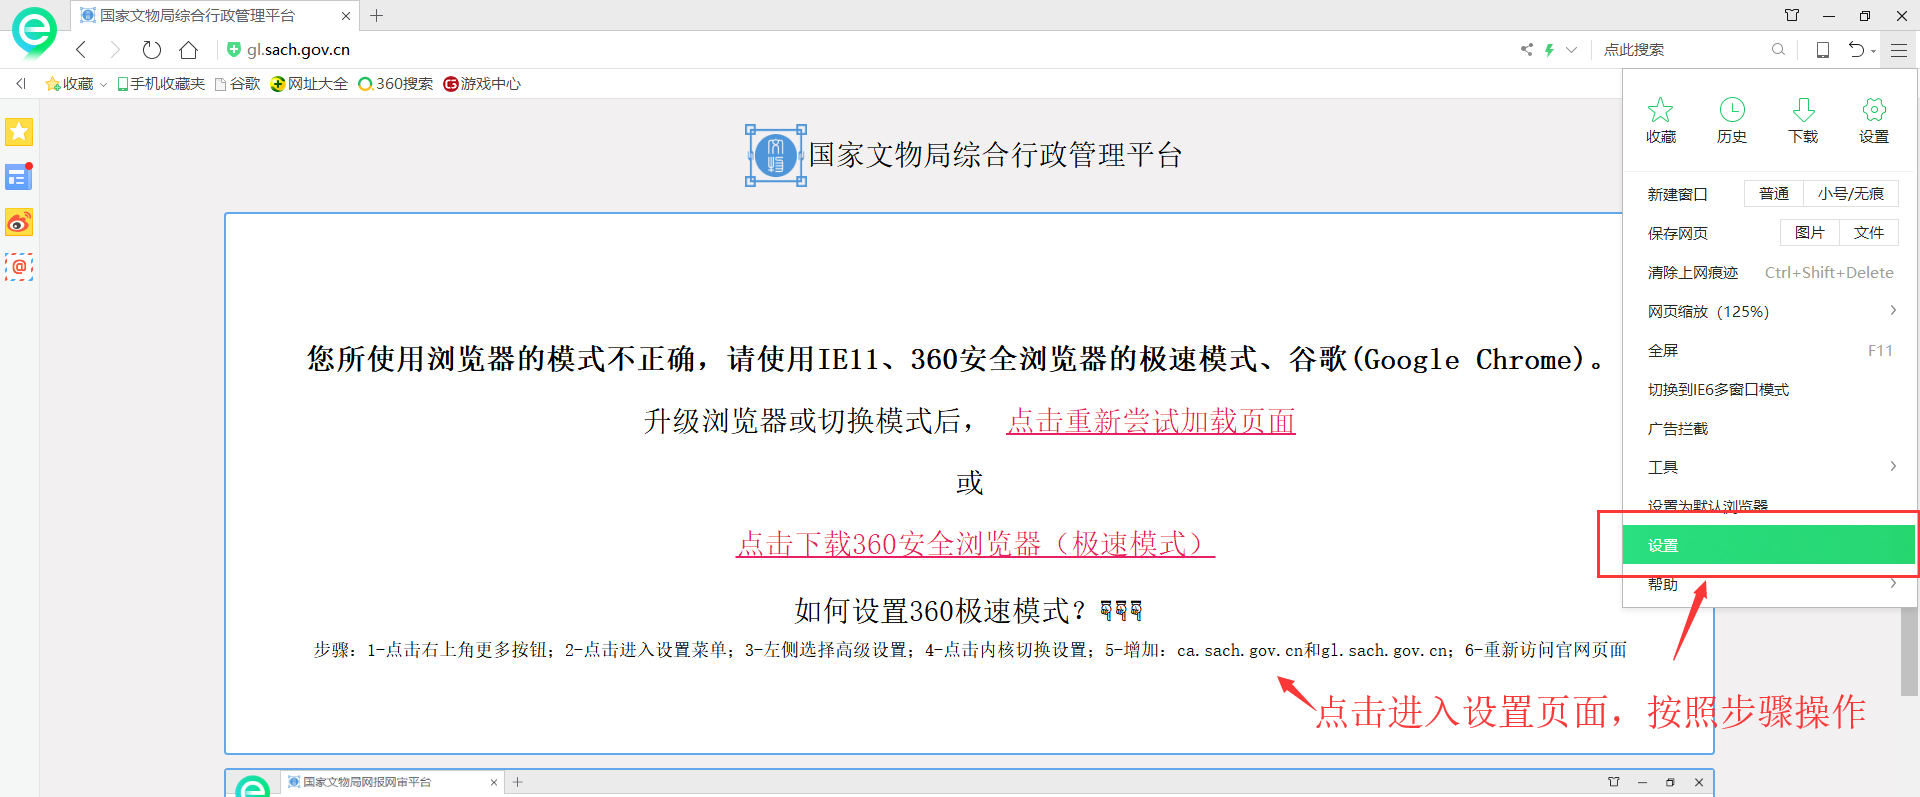 国家文物局综合行政管理平台
gl.sach.gov.cn
点此搜索
收藏
手机收藏夹
谷歌
网址大全
360搜索
游戏中心
国家文物局综合行政管理平台
您所使用浏览器的模式不正确，请使用IE11、360安全浏览器的极速模式、谷歌(Google Chrome)。
升级浏览器或切换模式后， 点击重新尝试加载页面
或
点击下载360安全浏览器（极速模式）
如何设置360极速模式？👇👇👇
步骤：1-点击右上角更多按钮；2-点击进入设置菜单；3-左侧选择高级设置；4-点击内核切换设置；5-增加：ca.sach.gov.cn和gl.sach.gov.cn；6-重新访问官网页面
收藏 历史 下载 设置
新建窗口 普通 小号/无痕
保存网页 图片 文件
清除上网痕迹 Ctrl+Shift+Delete
网页缩放（125%）
全屏 F11
切换到IE6多窗口模式
广告拦截
工具
设置为默认浏览器
设置
帮助
点击进入设置页面，按照步骤操作
国家文物局网报网审平台